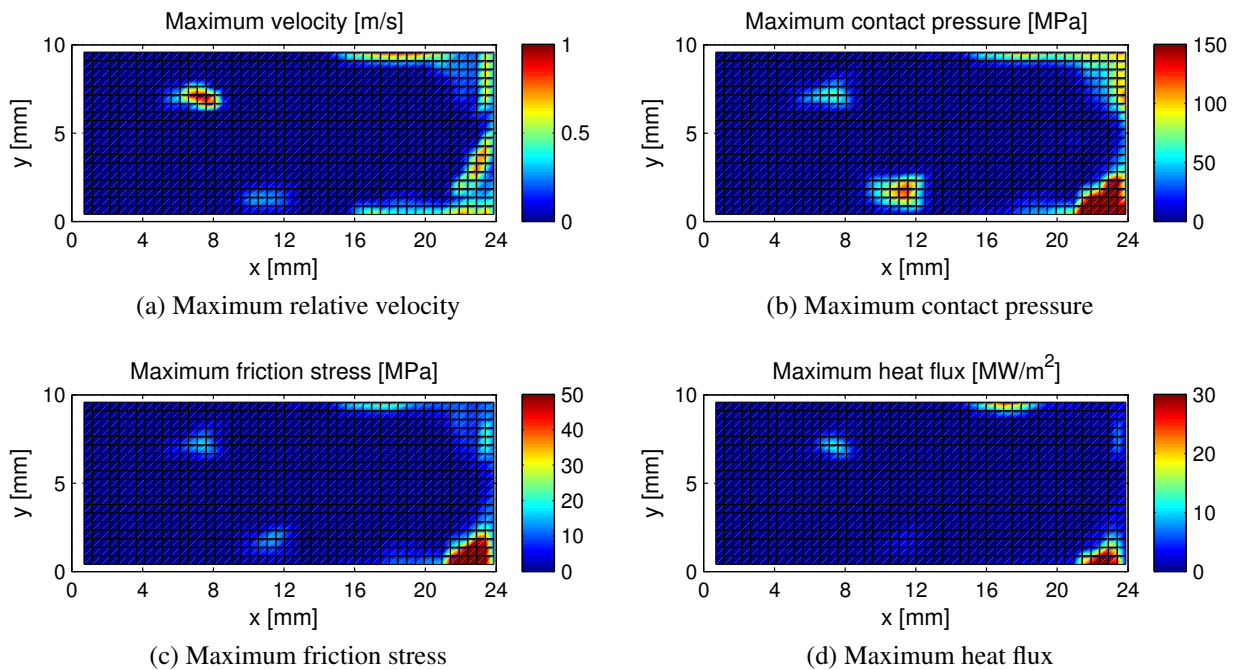 Maximum velocity [m/s]
10
5
0
y [mm]
0 4 8 12 16 20 24
x [mm]
1
0.5
0
(a) Maximum relative velocity
Maximum contact pressure [MPa]
10
5
0
y [mm]
0 4 8 12 16 20 24
x [mm]
150
100
50
0
(b) Maximum contact pressure
Maximum friction stress [MPa]
10
5
0
y [mm]
0 4 8 12 16 20 24
x [mm]
50
40
30
20
10
0
(c) Maximum friction stress
Maximum heat flux [MW/m²]
10
5
0
y [mm]
0 4 8 12 16 20 24
x [mm]
30
25
20
15
10
5
0
(d) Maximum heat flux